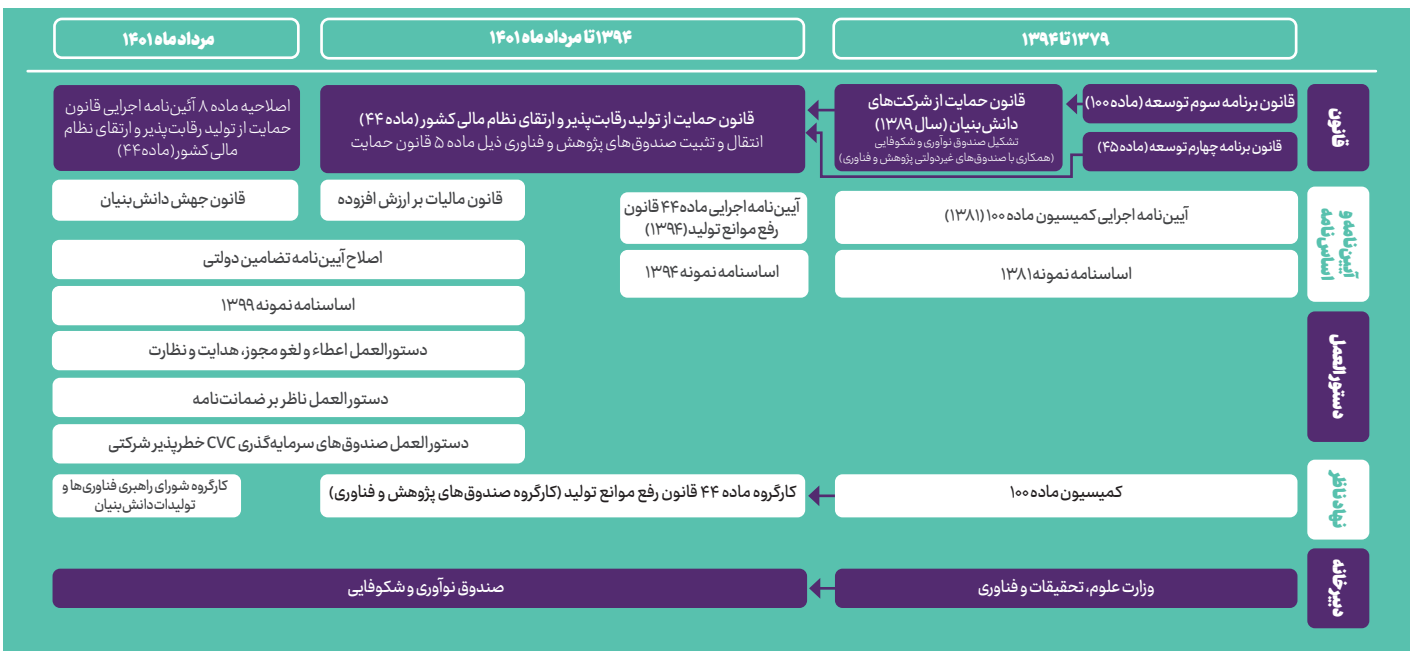 ۱۳۷۹ تا ۱۳۹۴
۱۳۹۴ تا مرداد ماه ۱۴۰۱
مرداد ماه ۱۴۰۱
قانون
قانون برنامه سوم توسعه (ماده ۱۰۰)
قانون برنامه چهارم توسعه (ماده ۴۵)
قانون حمایت از شرکت‌های
دانش‌بنیان (سال ۱۳۸۹)
تشکیل صندوق نوآوری و شکوفایی
(همکاری با صندوق‌های غیردولتی پژوهش و فناوری)
قانون حمایت از تولید رقابت‌پذیر و ارتقای نظام مالی کشور (ماده ۴۴)
انتقال و تثبیت صندوق‌های پژوهش و فناوری ذیل ماده ۵ قانون حمایت
اصلاحیه ماده ۸ آئین‌نامه اجرایی قانون
حمایت از تولید رقابت‌پذیر و ارتقای نظام
مالی کشور (ماده ۴۴)
آیین‌نامه و
اساس‌نامه
آیین‌نامه اجرایی کمیسیون ماده ۱۰۰ (۱۳۸۱)
آیین‌نامه اجرایی ماده ۴۴ قانون
رفع موانع تولید (۱۳۹۴)
قانون مالیات بر ارزش افزوده
قانون جهش دانش‌بنیان
اساسنامه نمونه ۱۳۸۱
اساسنامه نمونه ۱۳۹۴
اصلاح آیین‌نامه تضامین دولتی
اساسنامه نمونه ۱۳۹۹
دستورالعمل
دستورالعمل اعطاء و لغو مجوز، هدایت و نظارت
دستورالعمل ناظر بر ضمانت‌نامه
دستورالعمل صندوق‌های سرمایه‌گذری CVC خطرپذیر شرکتی
نهاد ناظر
کمیسیون ماده ۱۰۰
کارگروه ماده ۴۴ قانون رفع موانع تولید (کارگروه صندوق‌های پژوهش و فناوری)
کارگروه شورای راهبری فناوری‌ها و
تولیدات دانش‌بنیان
دبیرخانه
وزارت علوم، تحقیقات و فناوری
صندوق نوآوری و شکوفایی